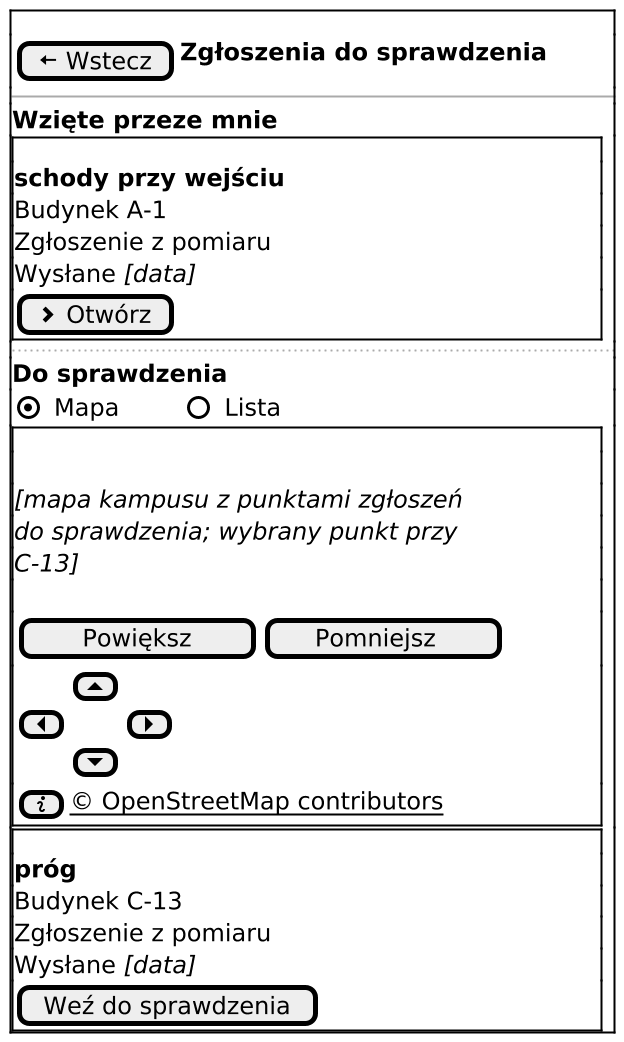 ← Wstecz Zgłoszenia do sprawdzenia
Wzięte przeze mnie
schody przy wejściu
Budynek A-1
Zgłoszenie z pomiaru
Wysłane [data]
Otwórz
Do sprawdzenia
Mapa Lista
[mapa kampusu z punktami zgłoszeń
do sprawdzenia; wybrany punkt przy
C-13]
Powiększ Pomniejsz
i © OpenStreetMap contributors
próg
Budynek C-13
Zgłoszenie z pomiaru
Wysłane [data]
Weź do sprawdzenia